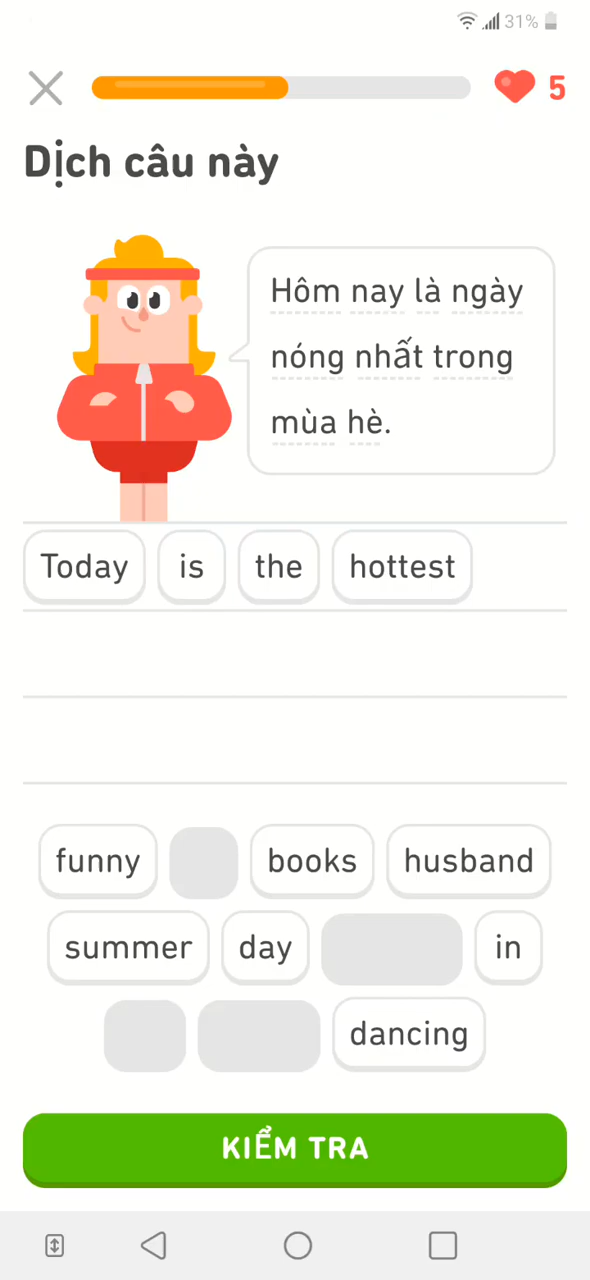 31%
5
Dịch câu này
Hôm nay là ngày
nóng nhất trong
mùa hè.
Today is the hottest
funny books husband
summer day in
dancing
KIỂM TRA